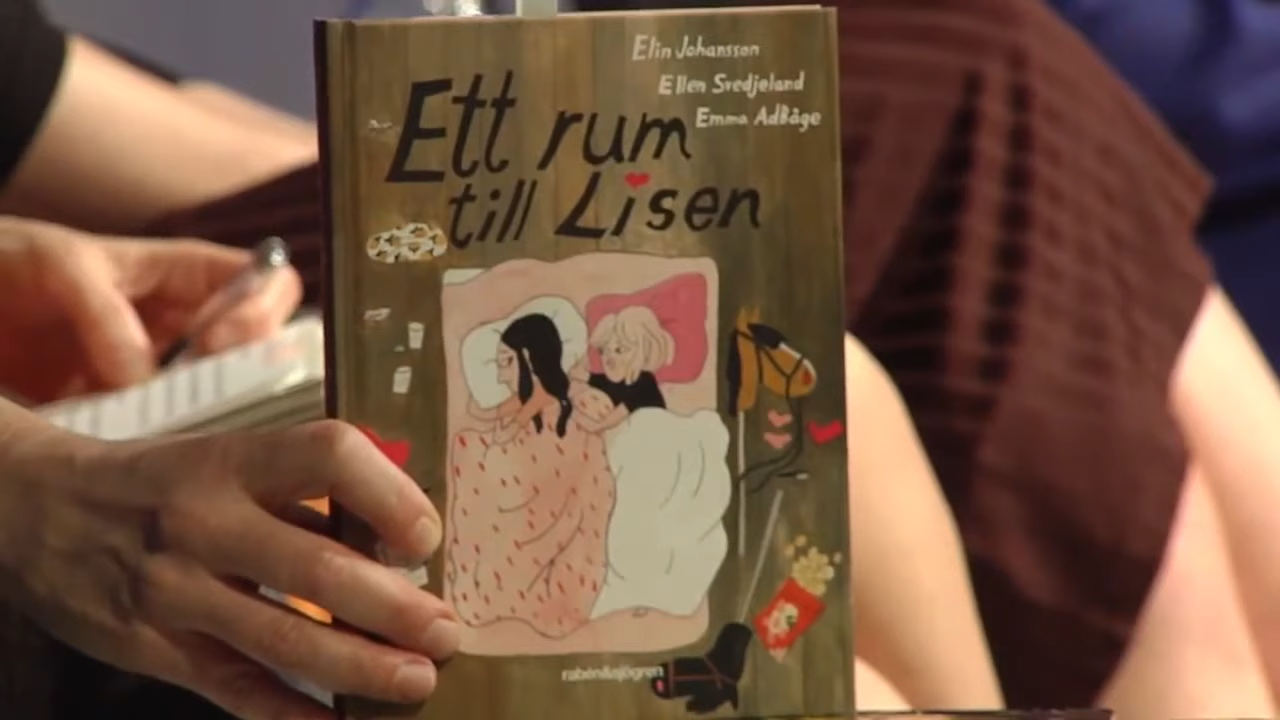 Elin Johansson
Ellen Svedjeland
Emma AdBåge
Ett rum
till Lisen
rabén&sjögren